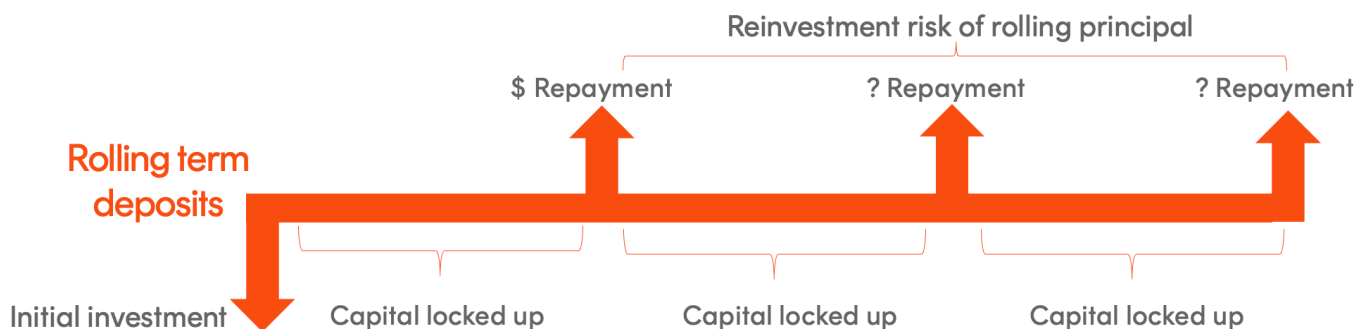 Reinvestment risk of rolling principal
$ Repayment
? Repayment
? Repayment
Rolling term
deposits
Initial investment
Capital locked up
Capital locked up
Capital locked up